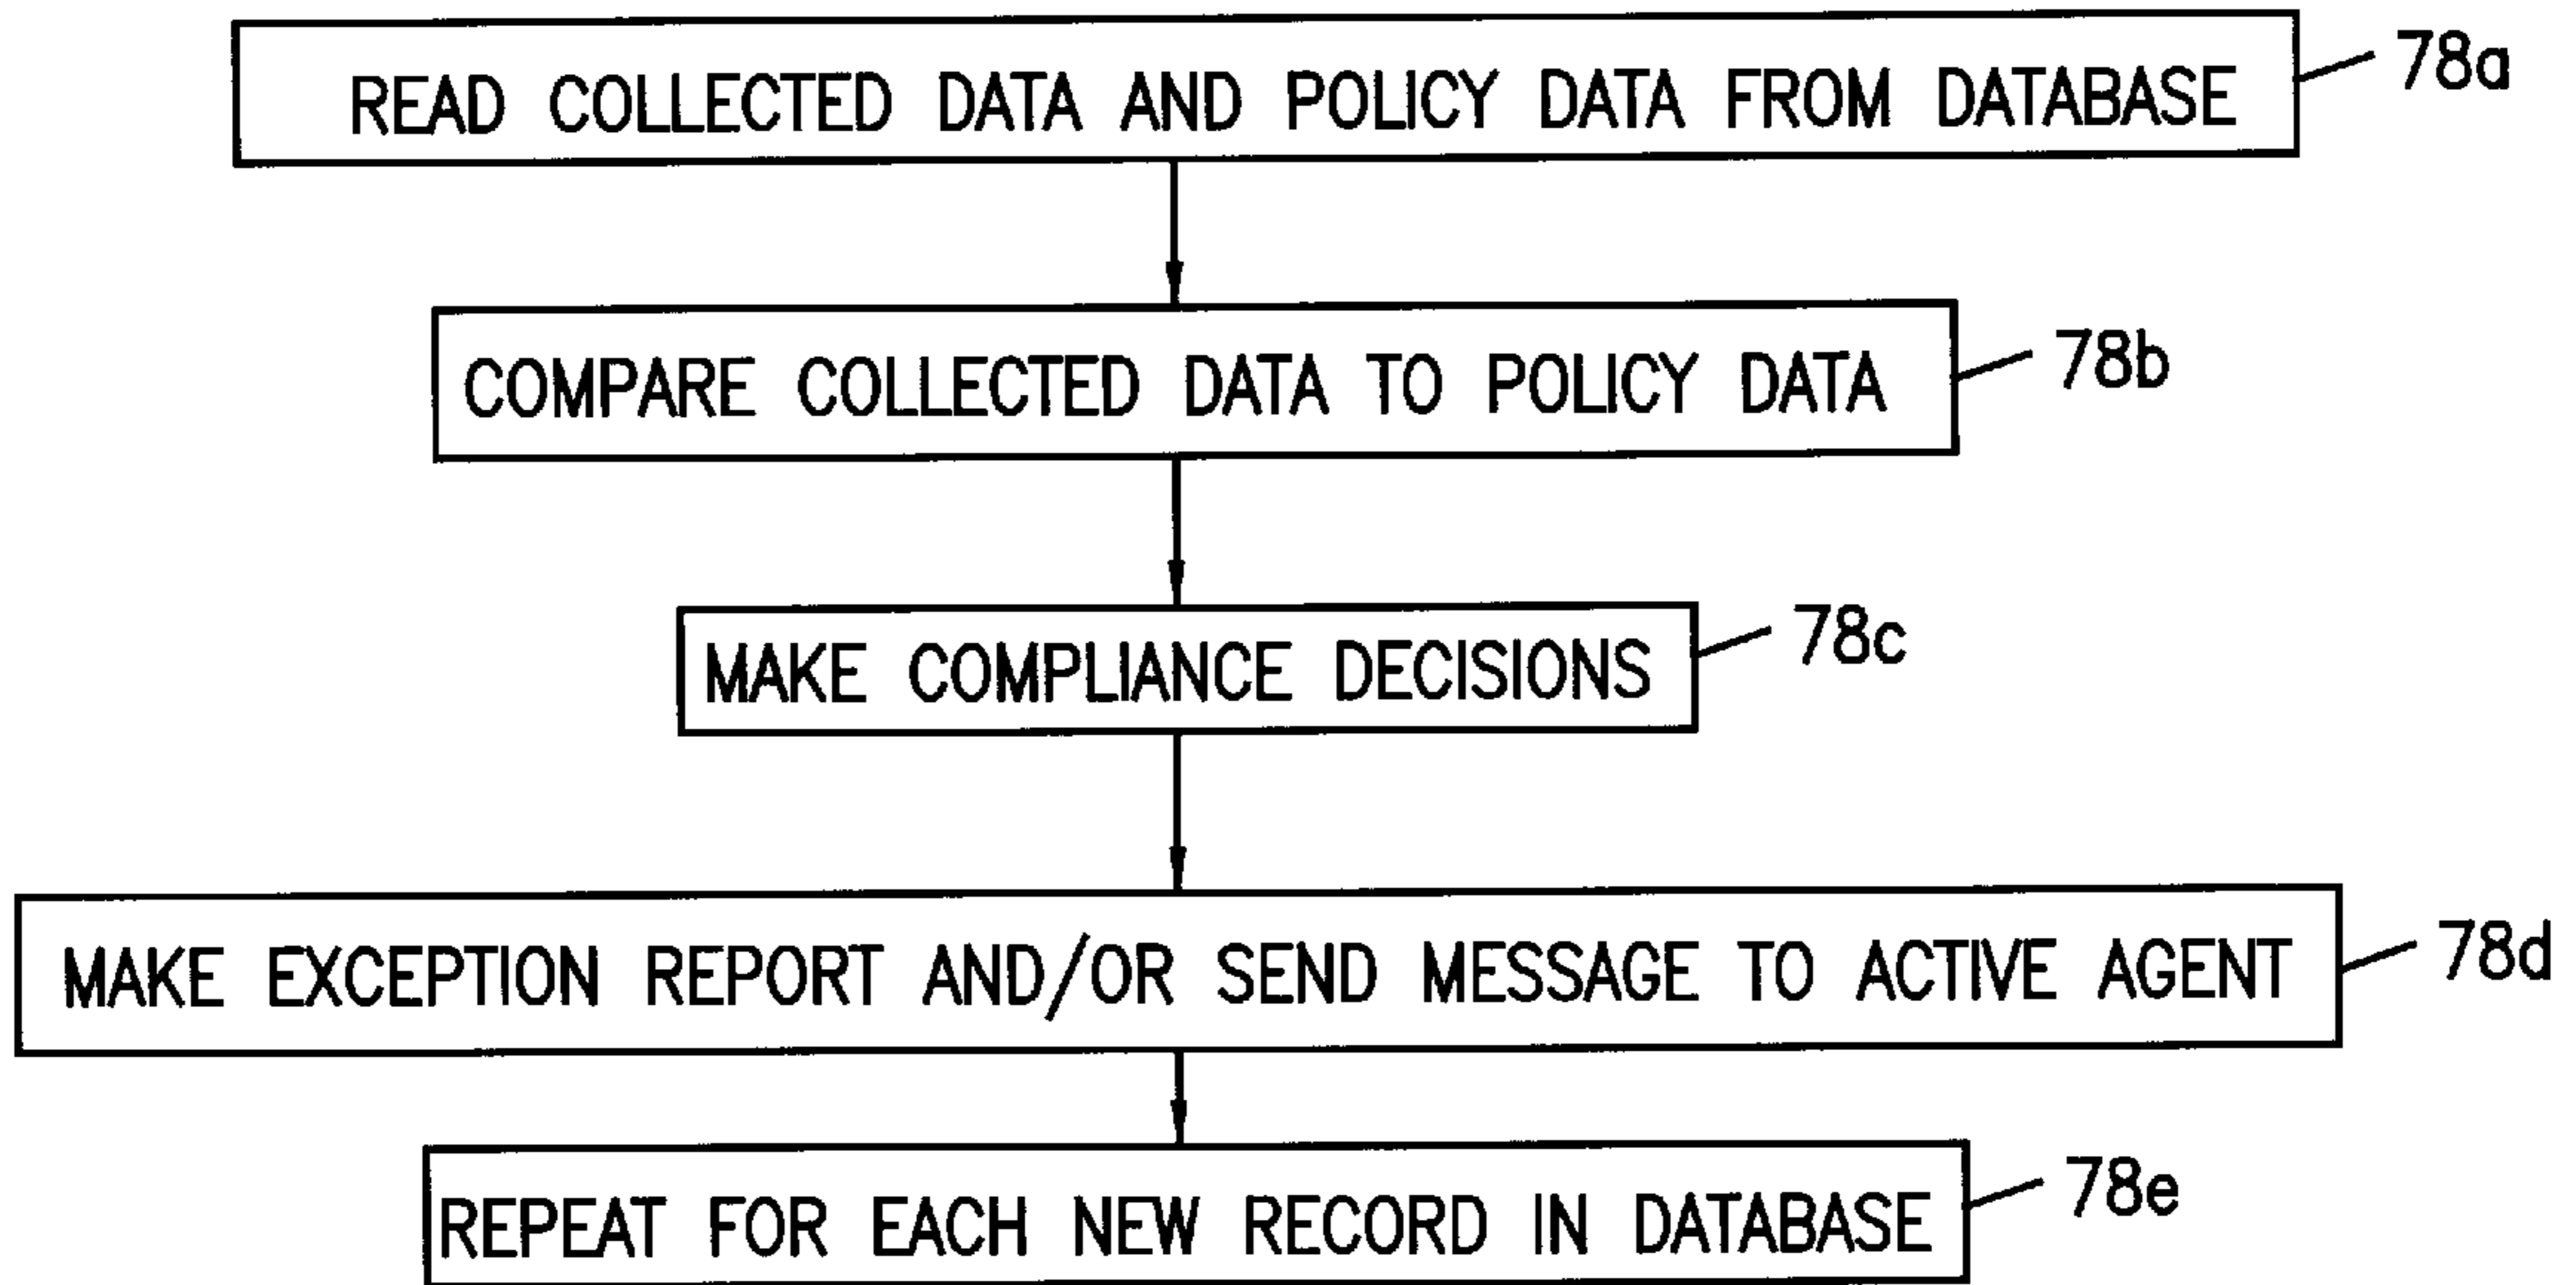 READ COLLECTED DATA AND POLICY DATA FROM DATABASE
78a
COMPARE COLLECTED DATA TO POLICY DATA
78b
MAKE COMPLIANCE DECISIONS
78c
MAKE EXCEPTION REPORT AND/OR SEND MESSAGE TO ACTIVE AGENT
78d
REPEAT FOR EACH NEW RECORD IN DATABASE
78e